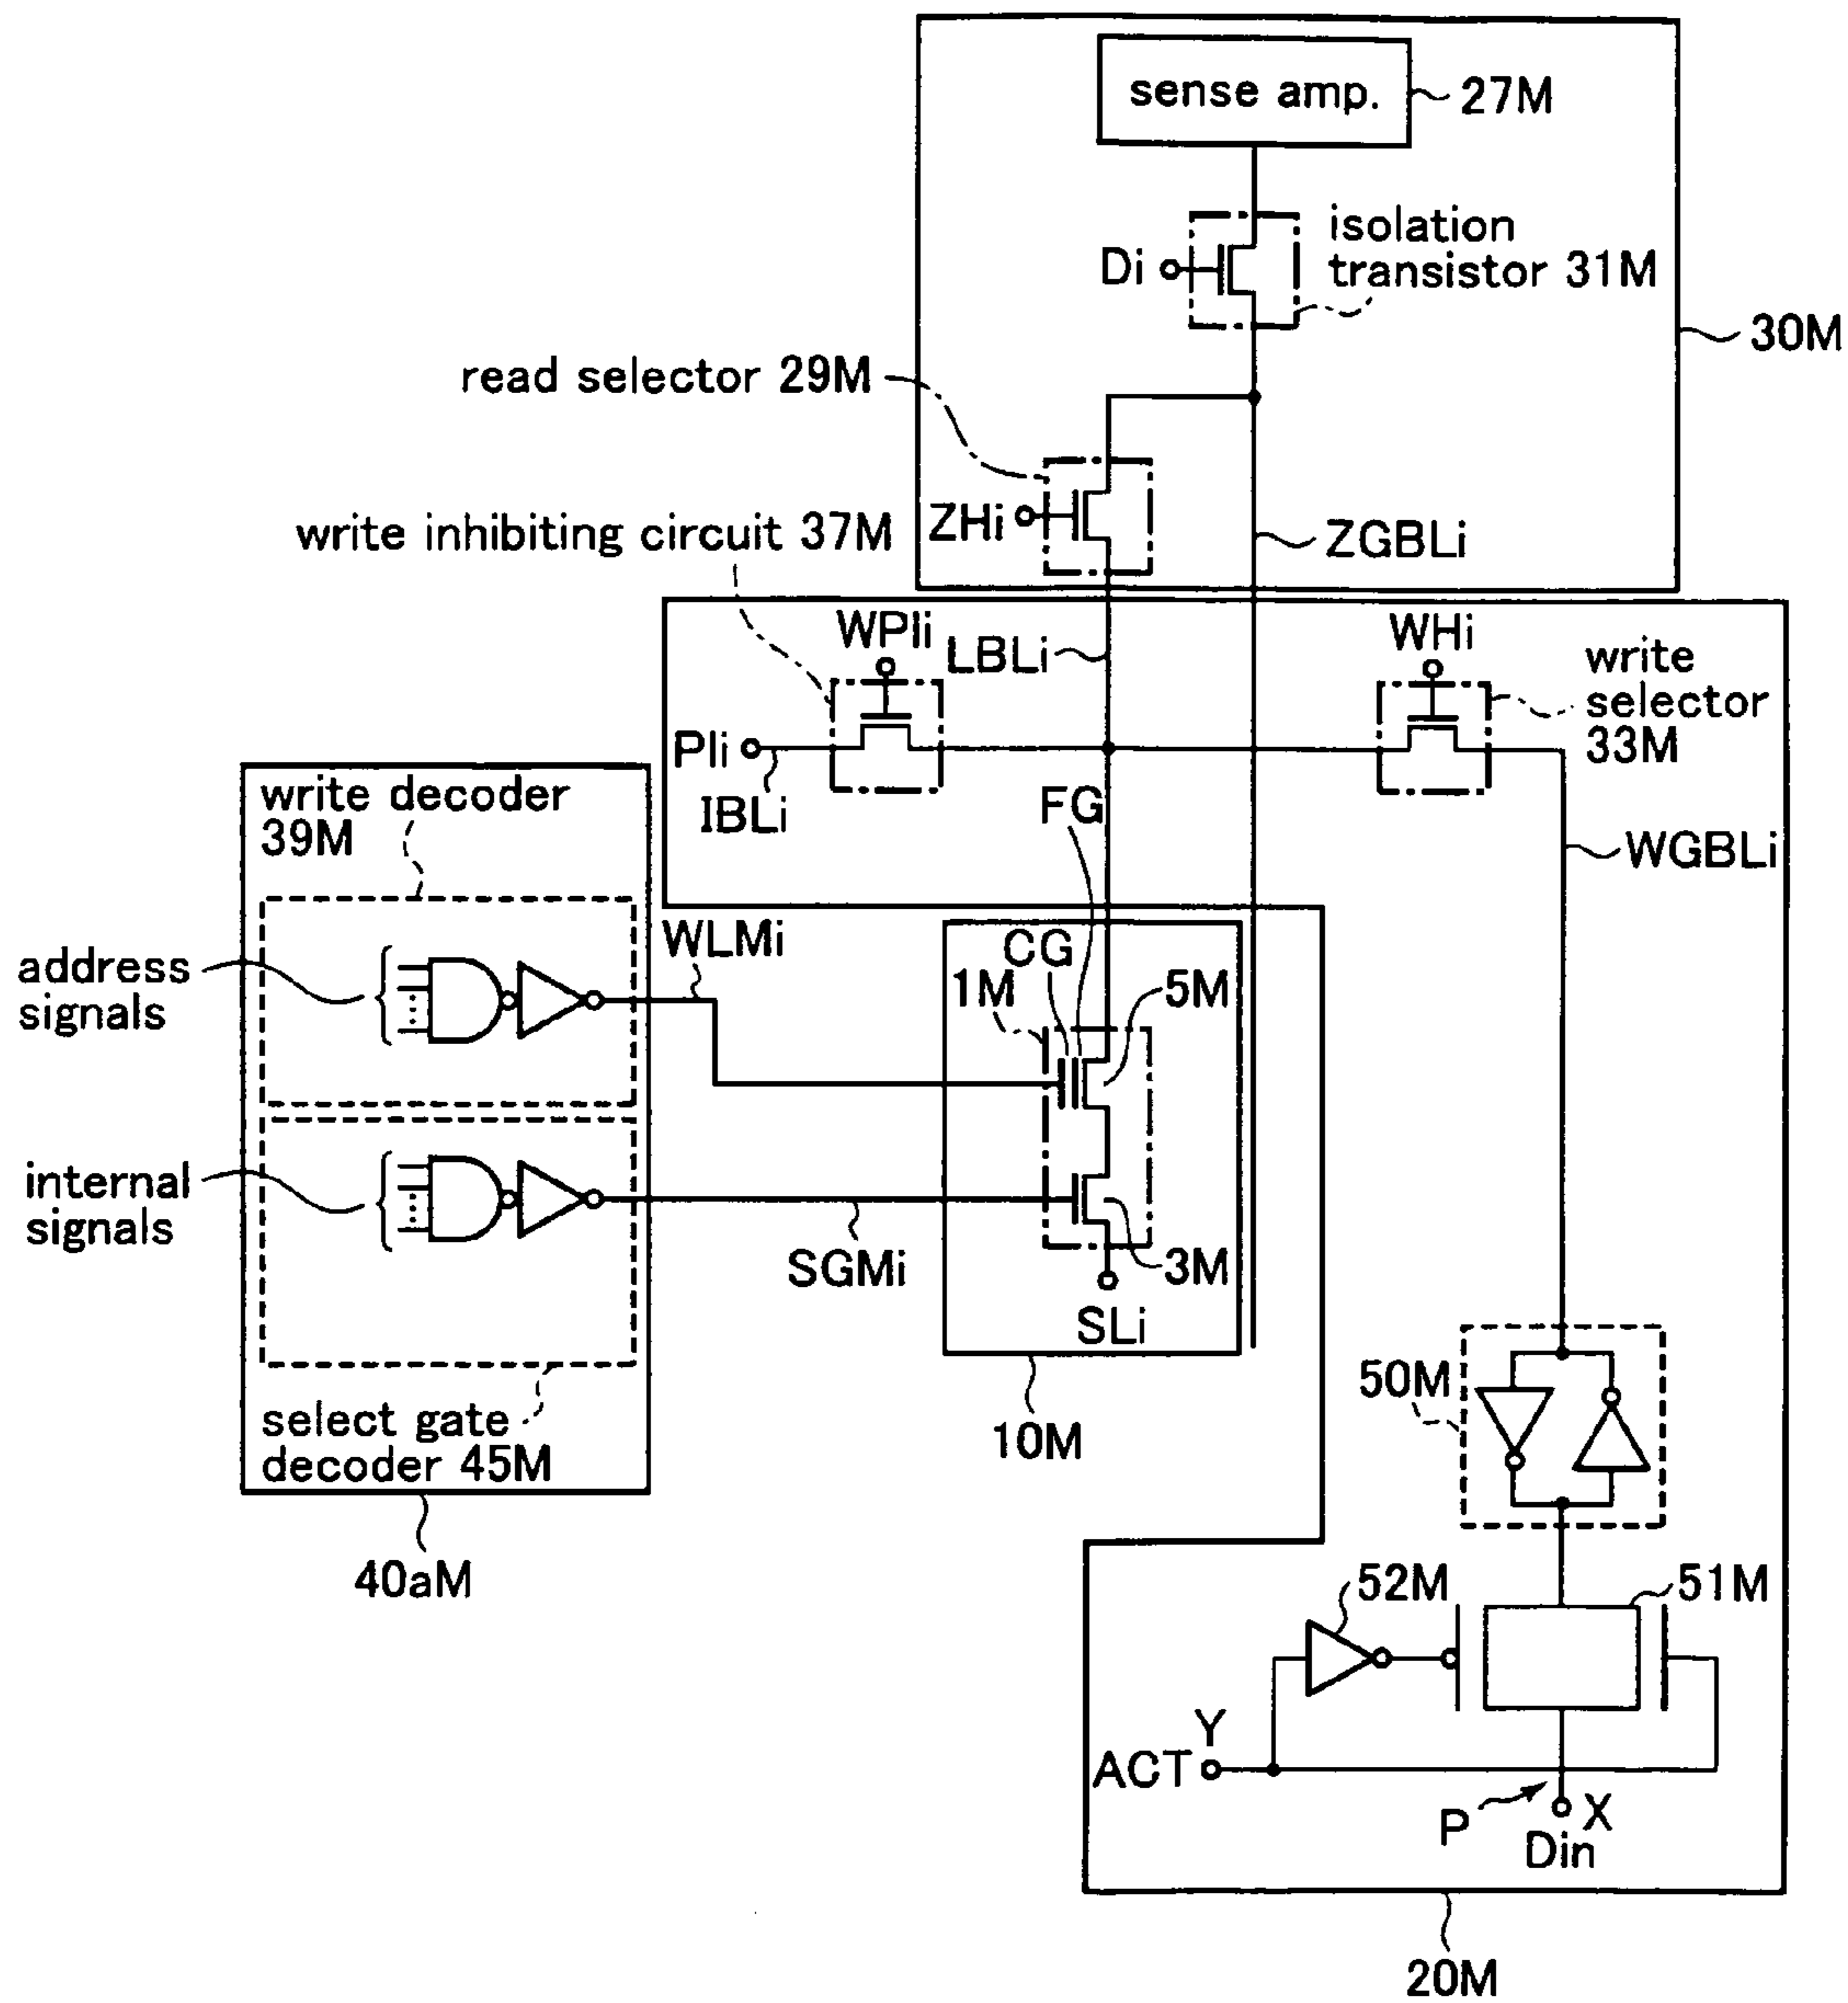 sense amp.
27M
isolation
transistor 31M
Di
30M
read selector 29M
ZHi
write inhibiting circuit 37M
ZGBLi
WPIi
LBLi
WHi
write
selector
33M
PIi
IBLi
FG
WGBLi
write decoder
39M
WLMi
CG
1M
5M
address
signals
internal
signals
SGMi
3M
SLi
select gate
decoder 45M
10M
50M
40aM
52M
51M
Y
ACT
P
X
Din
20M